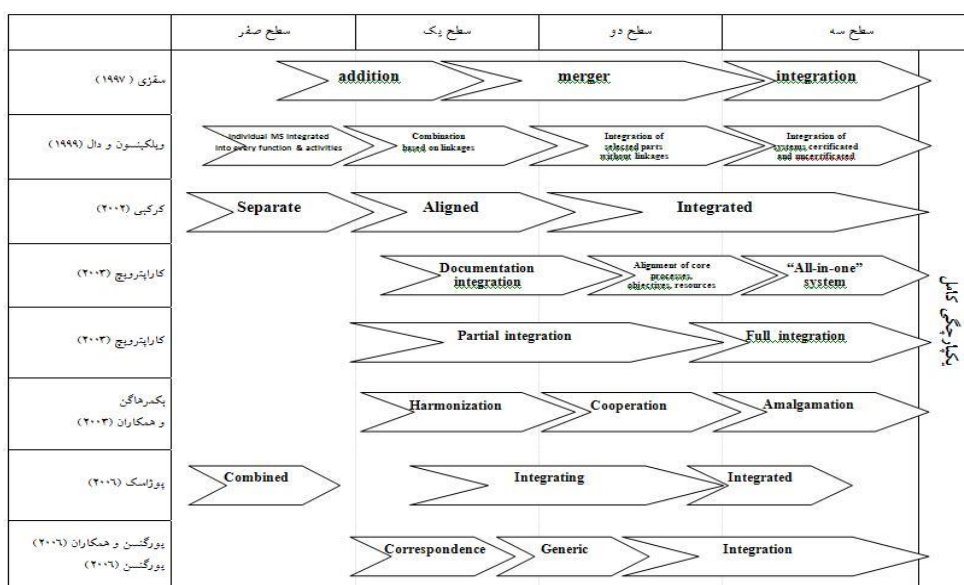 سطح صفر
سطح یک
سطح دو
سطح سه
سقزی (۱۹۹۷)
addition
merger
integration
ویلکینسون و دال (۱۹۹۹)
Individual MS Integrated
into every function & activities
Combination
based on linkages
Integration of
selected parts
without linkages
Integration of
systems certificated
and uncertificated
کرکبی (۲۰۰۲)
Separate
Aligned
Integrated
کاراپترویچ (۲۰۰۳)
Documentation
integration
Alignment of core
processes,
objectives, resources
“All-in-one”
system
کاراپترویچ (۲۰۰۳)
Partial integration
Full integration
پکمرهاگن
و همکاران (۲۰۰۳)
Harmonization
Cooperation
Amalgamation
پوژاسک (۲۰۰۶)
Combined
Integrating
Integrated
یورگنسن و همکاران (۲۰۰۶)
یورگنسن (۲۰۰۶)
Correspondence
Generic
Integration
یکپارچگی کامل